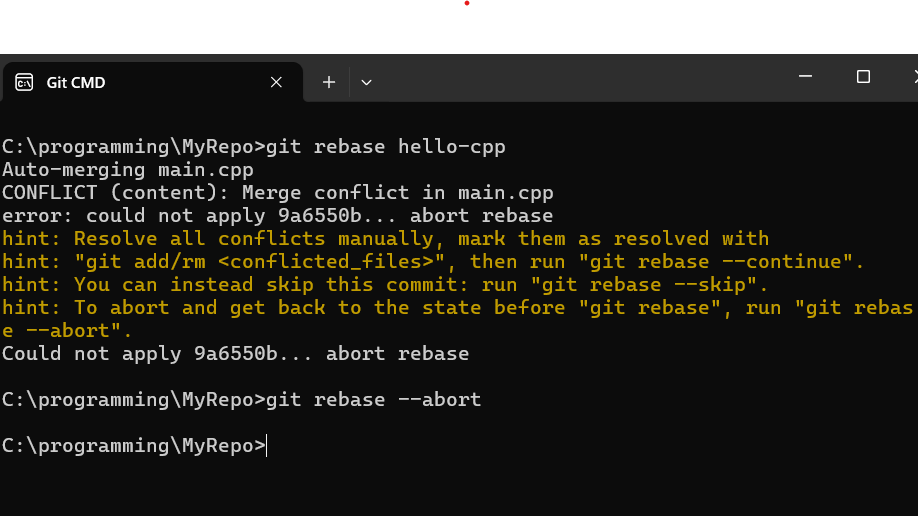 Git CMD
C:\programming\MyRepo>git rebase hello-cpp
Auto-merging main.cpp
CONFLICT (content): Merge conflict in main.cpp
error: could not apply 9a6550b... abort rebase
hint: Resolve all conflicts manually, mark them as resolved with
hint: "git add/rm <conflicted_files>", then run "git rebase --continue".
hint: You can instead skip this commit: run "git rebase --skip".
hint: To abort and get back to the state before "git rebase", run "git rebas
e --abort".
Could not apply 9a6550b... abort rebase
C:\programming\MyRepo>git rebase --abort
C:\programming\MyRepo>